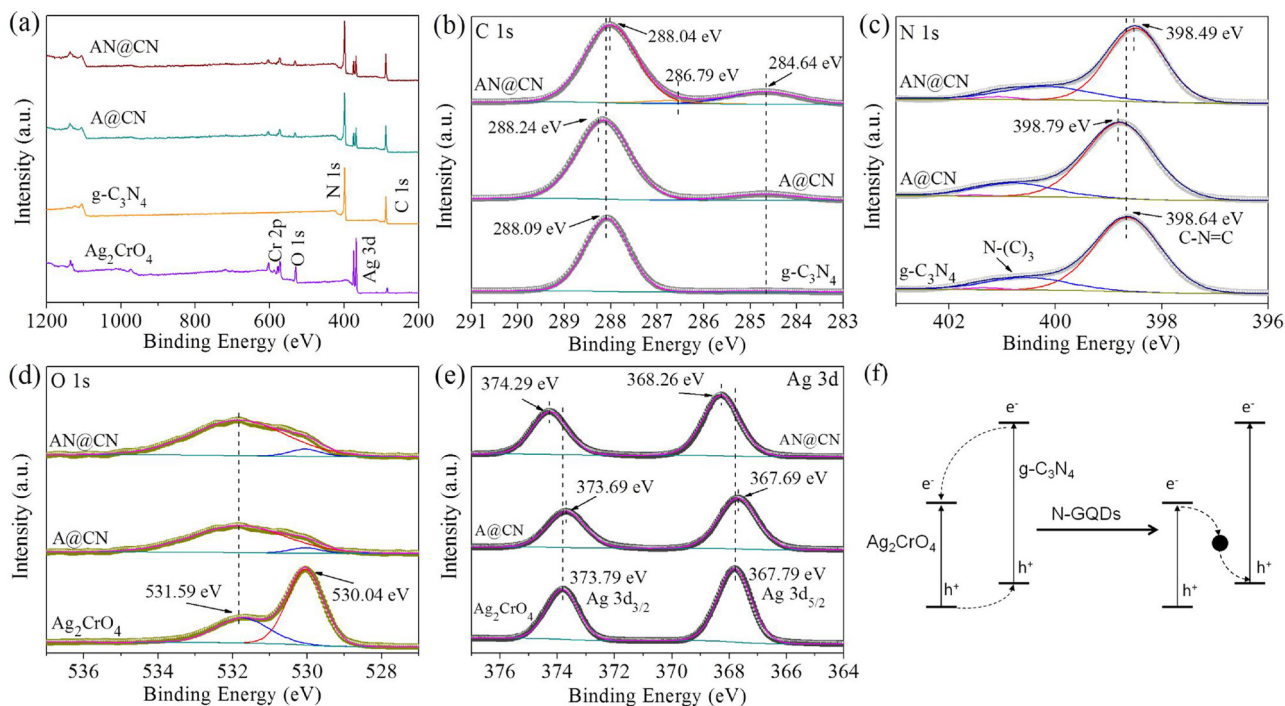 (a)
AN@CN
A@CN
g-C₃N₄
N 1s
C 1s
Ag₂CrO₄
Cr 2p
O 1s
Ag 3d
Intensity (a.u.)
1200 1000 800 600 400 200
Binding Energy (eV)
(b)
C 1s
288.04 eV
286.79 eV
284.64 eV
AN@CN
288.24 eV
A@CN
288.09 eV
g-C₃N₄
Intensity (a.u.)
291 290 289 288 287 286 285 284 283
Binding Energy (eV)
(c)
N 1s
398.49 eV
AN@CN
398.79 eV
A@CN
398.64 eV
C-N=C
N-(C)₃
g-C₃N₄
Intensity (a.u.)
402 400 398 396
Binding Energy (eV)
(d)
O 1s
AN@CN
A@CN
531.59 eV
530.04 eV
Ag₂CrO₄
Intensity (a.u.)
536 534 532 530 528
Binding Energy (eV)
(e)
Ag 3d
374.29 eV
368.26 eV
AN@CN
373.69 eV
367.69 eV
A@CN
373.79 eV
Ag 3d₃/₂
367.79 eV
Ag 3d₅/₂
Ag₂CrO₄
Intensity (a.u.)
376 374 372 370 368 366 364
Binding Energy (eV)
(f)
e⁻
e⁻
g-C₃N₄
e⁻
e⁻
N-GQDs
Ag₂CrO₄
h⁺
h⁺
h⁺
h⁺